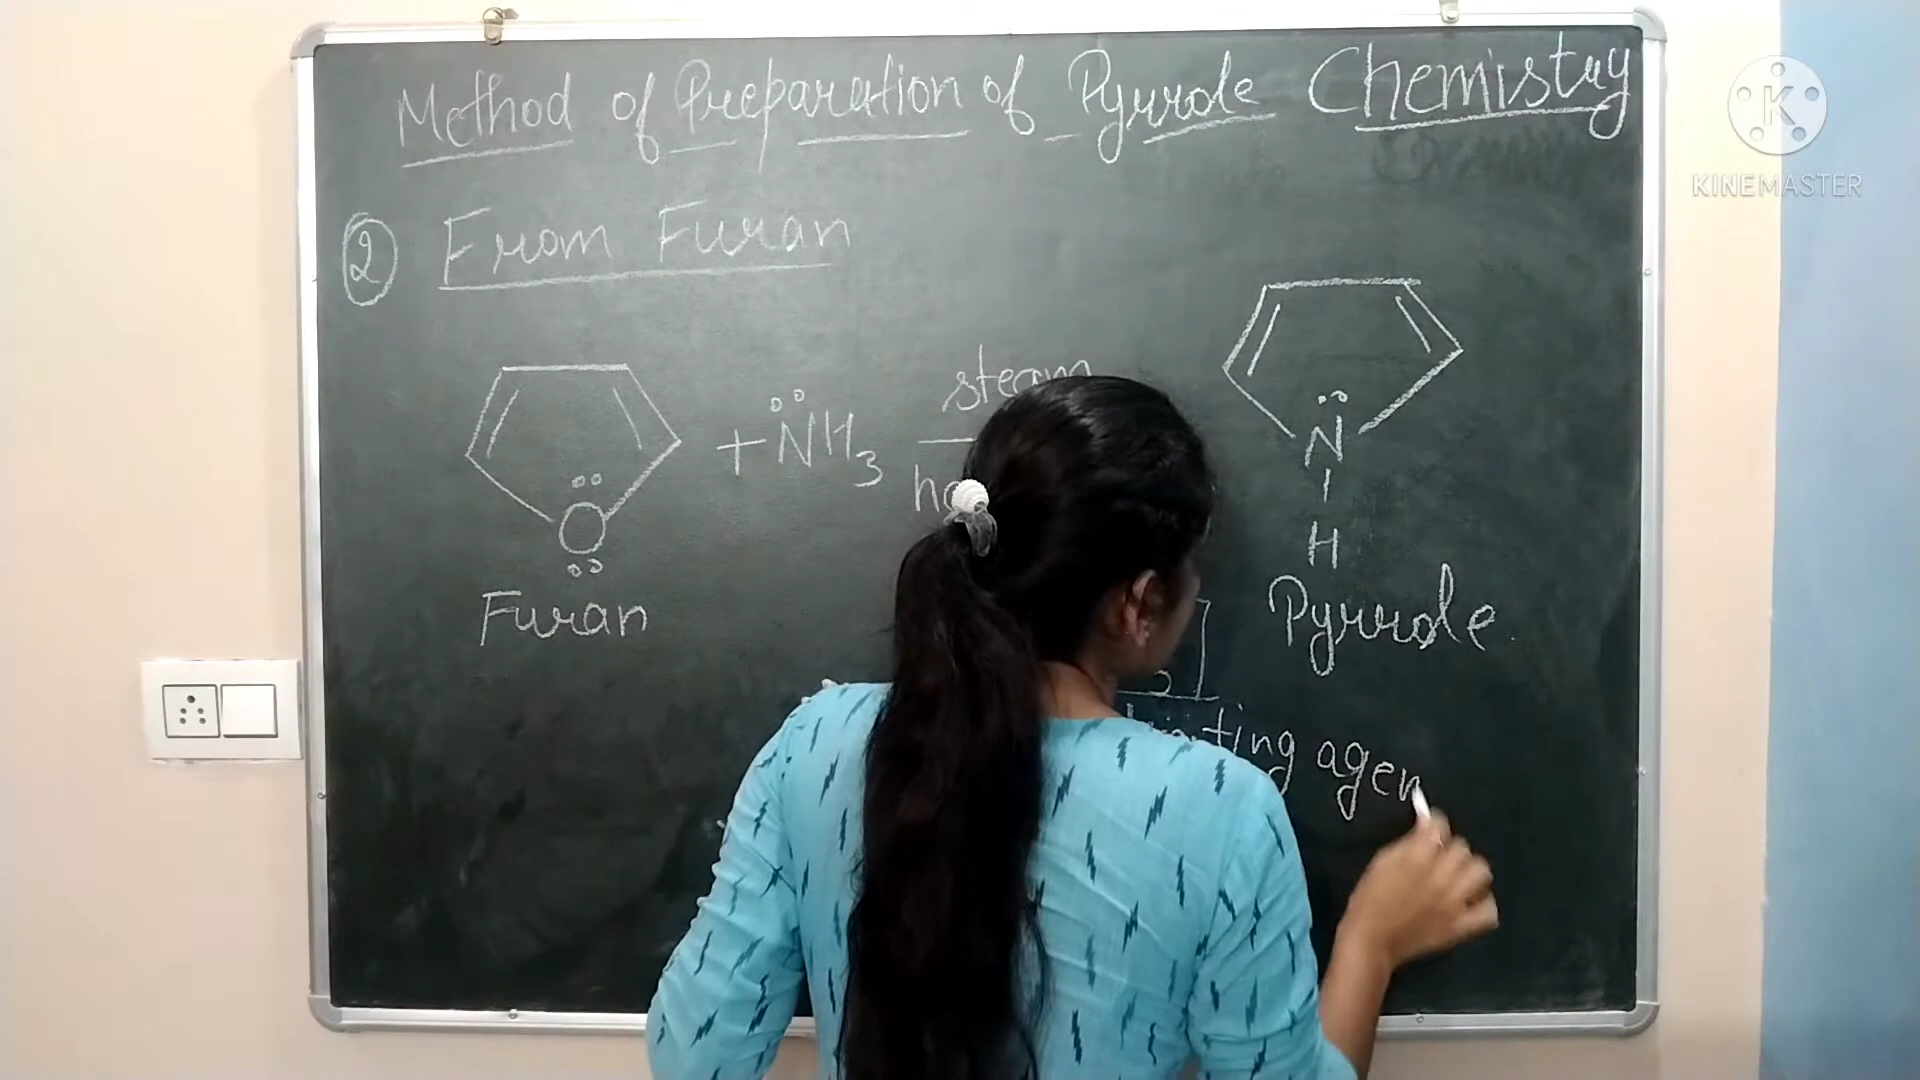 Method of Preparation of Pyrrole Chemistry
KINEMASTER
② From Furan
steam
+ NH3
N
H
O
Furan
Pyrrole
agen